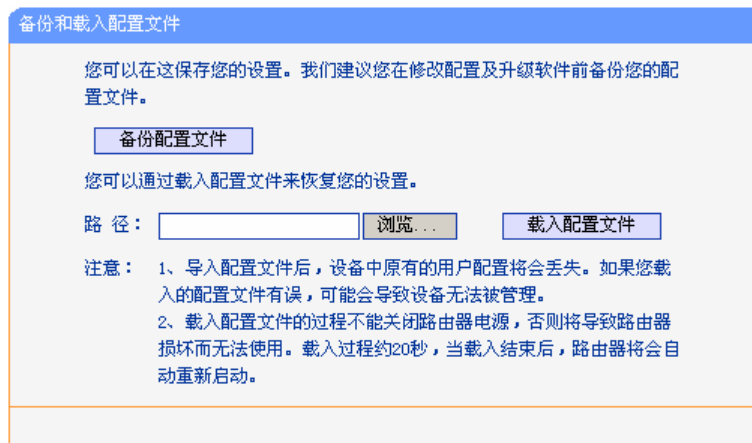 备份和载入配置文件
您可以在这保存您的设置。我们建议您在修改配置及升级软件前备份您的配
置文件。
备份配置文件
您可以通过载入配置文件来恢复您的设置。
路 径： 浏览... 载入配置文件
注意： 1、导入配置文件后，设备中原有的用户配置将会丢失。如果您载
入的配置文件有误，可能会导致设备无法被管理。
2、载入配置文件的过程不能关闭路由器电源，否则将导致路由器
损坏而无法使用。载入过程约20秒，当载入结束后，路由器将会自
动重新启动。